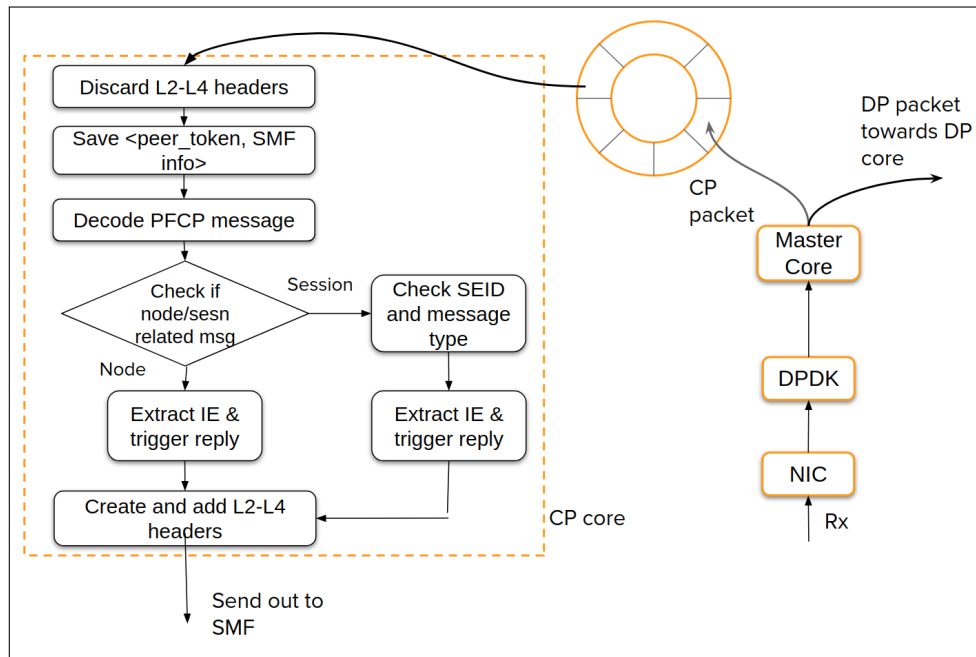 Discard L2-L4 headers
Save <peer_token, SMF
info>
Decode PFCP message
Check if
node/sesn
related msg
Session
Check SEID
and message
type
Node
Extract IE &
trigger reply
Extract IE &
trigger reply
Create and add L2-L4
headers
CP core
Send out to
SMF
CP
packet
DP packet
towards DP
core
Master
Core
DPDK
NIC
Rx